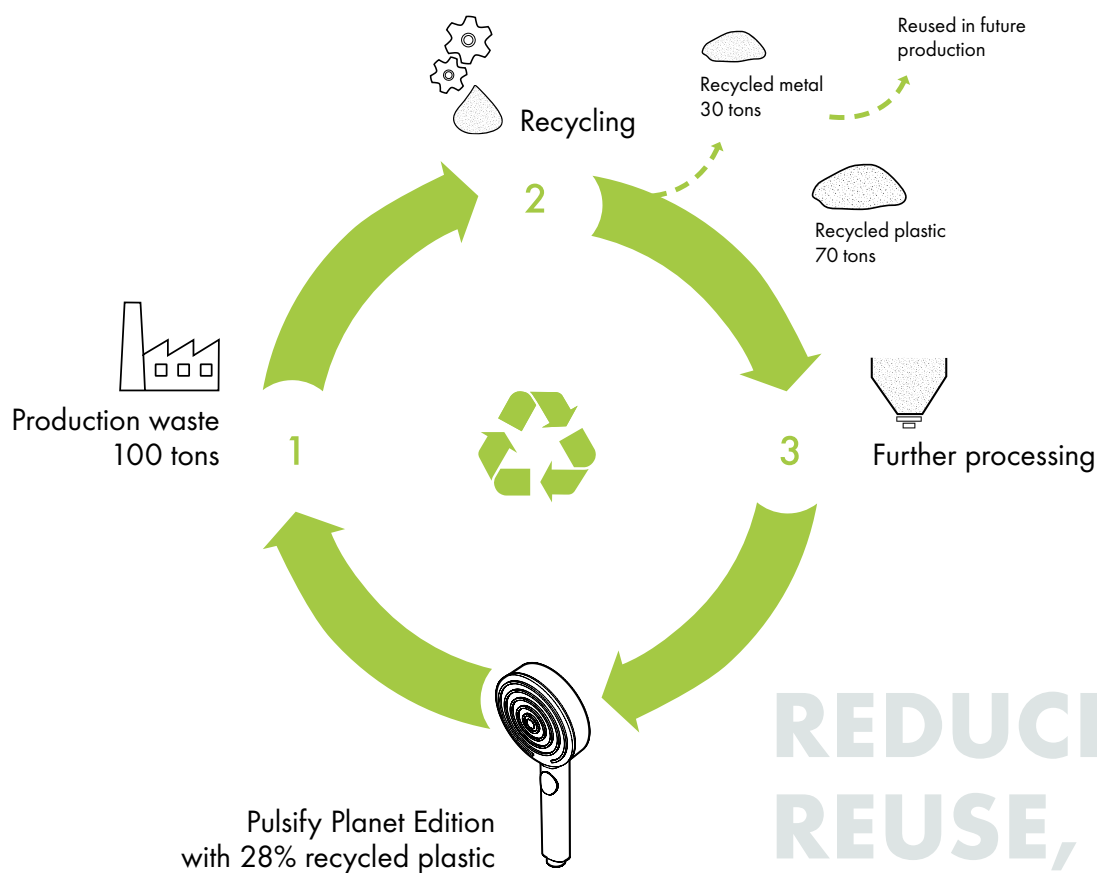 Reused in future
production
Recycled metal
30 tons
Recycling
2
Recycled plastic
70 tons
Production waste
100 tons
1
3
Further processing
Pulsify Planet Edition
with 28% recycled plastic
REDUCE
REUSE,